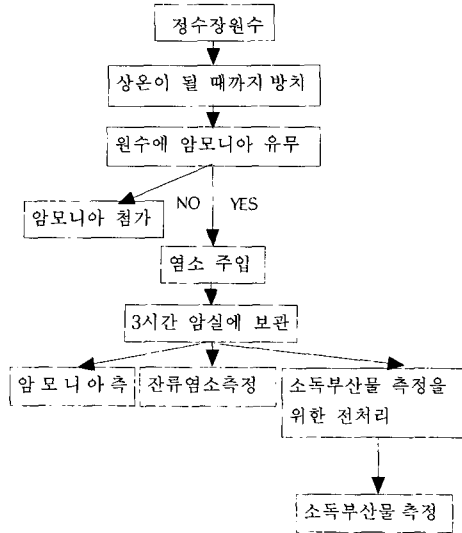 정수장원수
상온이 될 때까지 방치
원수에 암모니아 유무
NO YES
암모니아 첨가
염소 주입
3시간 암실에 보관
암모니아측 잔류염소측정 소독부산물 측정을
위한 전처리
소독부산물 측정